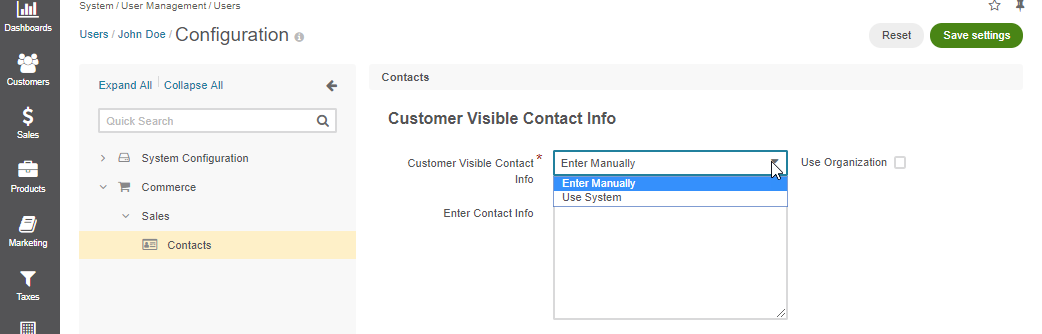 System / User Management / Users
Users / John Doe / Configuration
Reset
Save settings
Dashboards
Customers
Sales
Products
Marketing
Taxes
Expand All
Collapse All
Quick Search
System Configuration
Commerce
Sales
Contacts
Contacts
Customer Visible Contact Info
Customer Visible Contact *
Info
Enter Manually
Use Organization
Enter Manually
Use System
Enter Contact Info